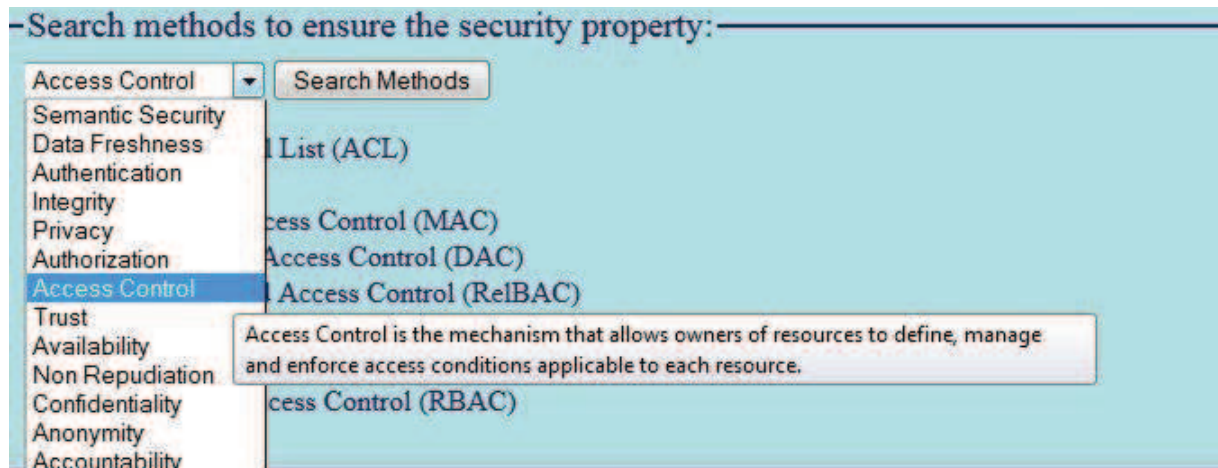 Search methods to ensure the security property:
Access Control
Search Methods
Semantic Security
Data Freshness
Authentication
Integrity
Privacy
Authorization
Access Control
Trust
Availability
Non Repudiation
Confidentiality
Anonymity
Accountability
List (ACL)
Access Control (MAC)
Access Control (DAC)
Access Control (RelBAC)
Access Control is the mechanism that allows owners of resources to define, manage
and enforce access conditions applicable to each resource.
Access Control (RBAC)